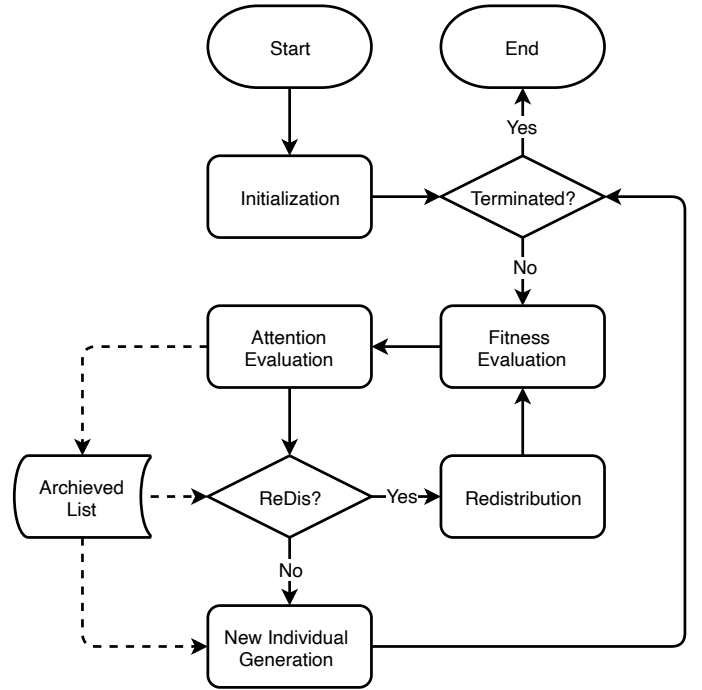 Start
End
Yes
Initialization
Terminated?
No
Attention
Evaluation
Fitness
Evaluation
Archieved
List
ReDis?
Yes
Redistribution
No
New Individual
Generation